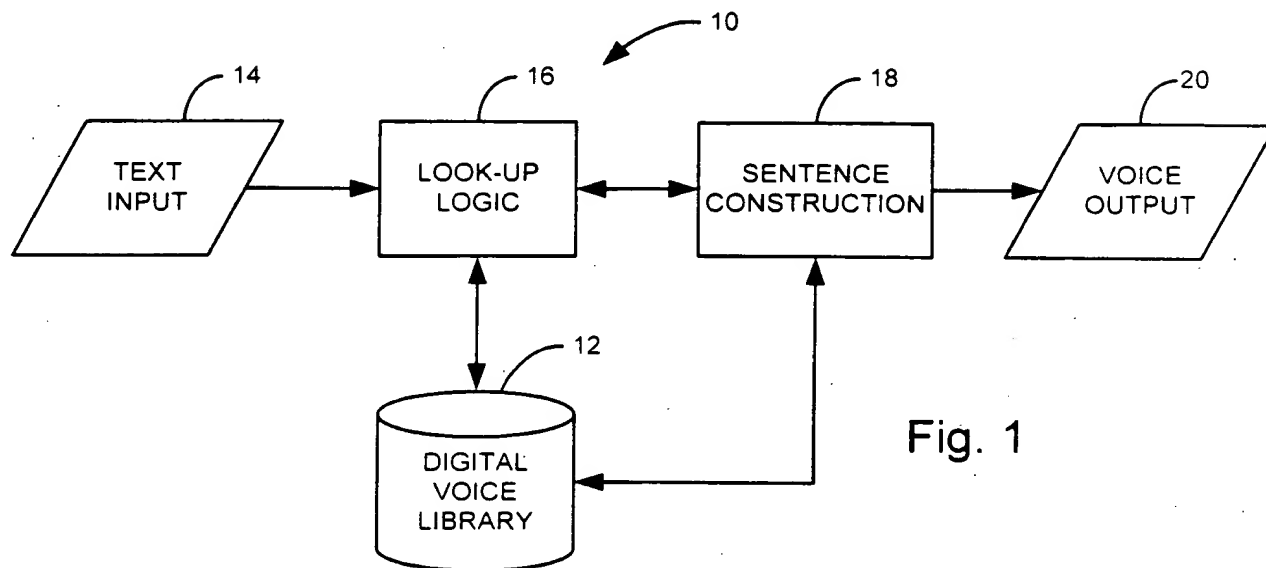 10
14
16
18
20
TEXT
INPUT
LOOK-UP
LOGIC
SENTENCE
CONSTRUCTION
VOICE
OUTPUT
12
DIGITAL
VOICE
LIBRARY
Fig. 1